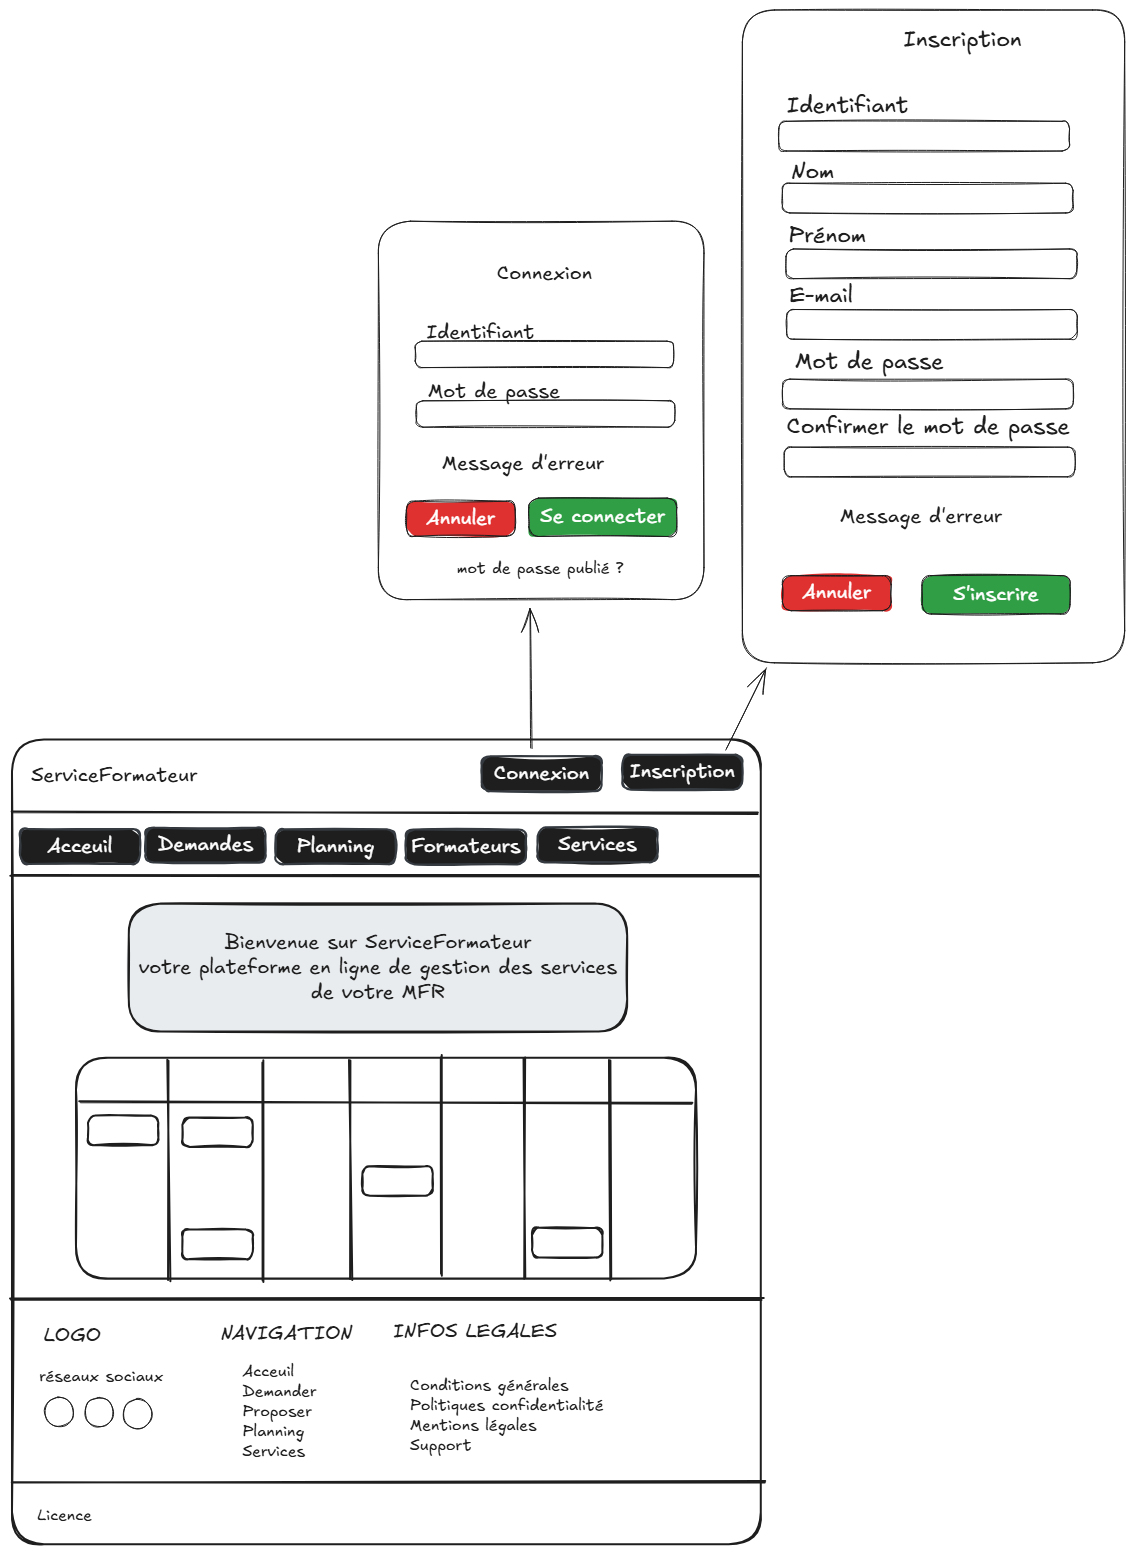 Inscription
Identifiant
Nom
Prénom
E-mail
Mot de passe
Confirmer le mot de passe
Message d'erreur
Annuler
S'inscrire
Connexion
Identifiant
Mot de passe
Message d'erreur
Annuler
Se connecter
mot de passe publié ?
ServiceFormateur
Connexion
Inscription
Acceuil
Demandes
Planning
Formateurs
Services
Bienvenue sur ServiceFormateur
votre plateforme en ligne de gestion des services
de votre MFR
LOGO
réseaux sociaux
NAVIGATION
Acceuil
Demander
Proposer
Planning
Services
INFOS LEGALES
Conditions générales
Politiques confidentialité
Mentions légales
Support
Licence